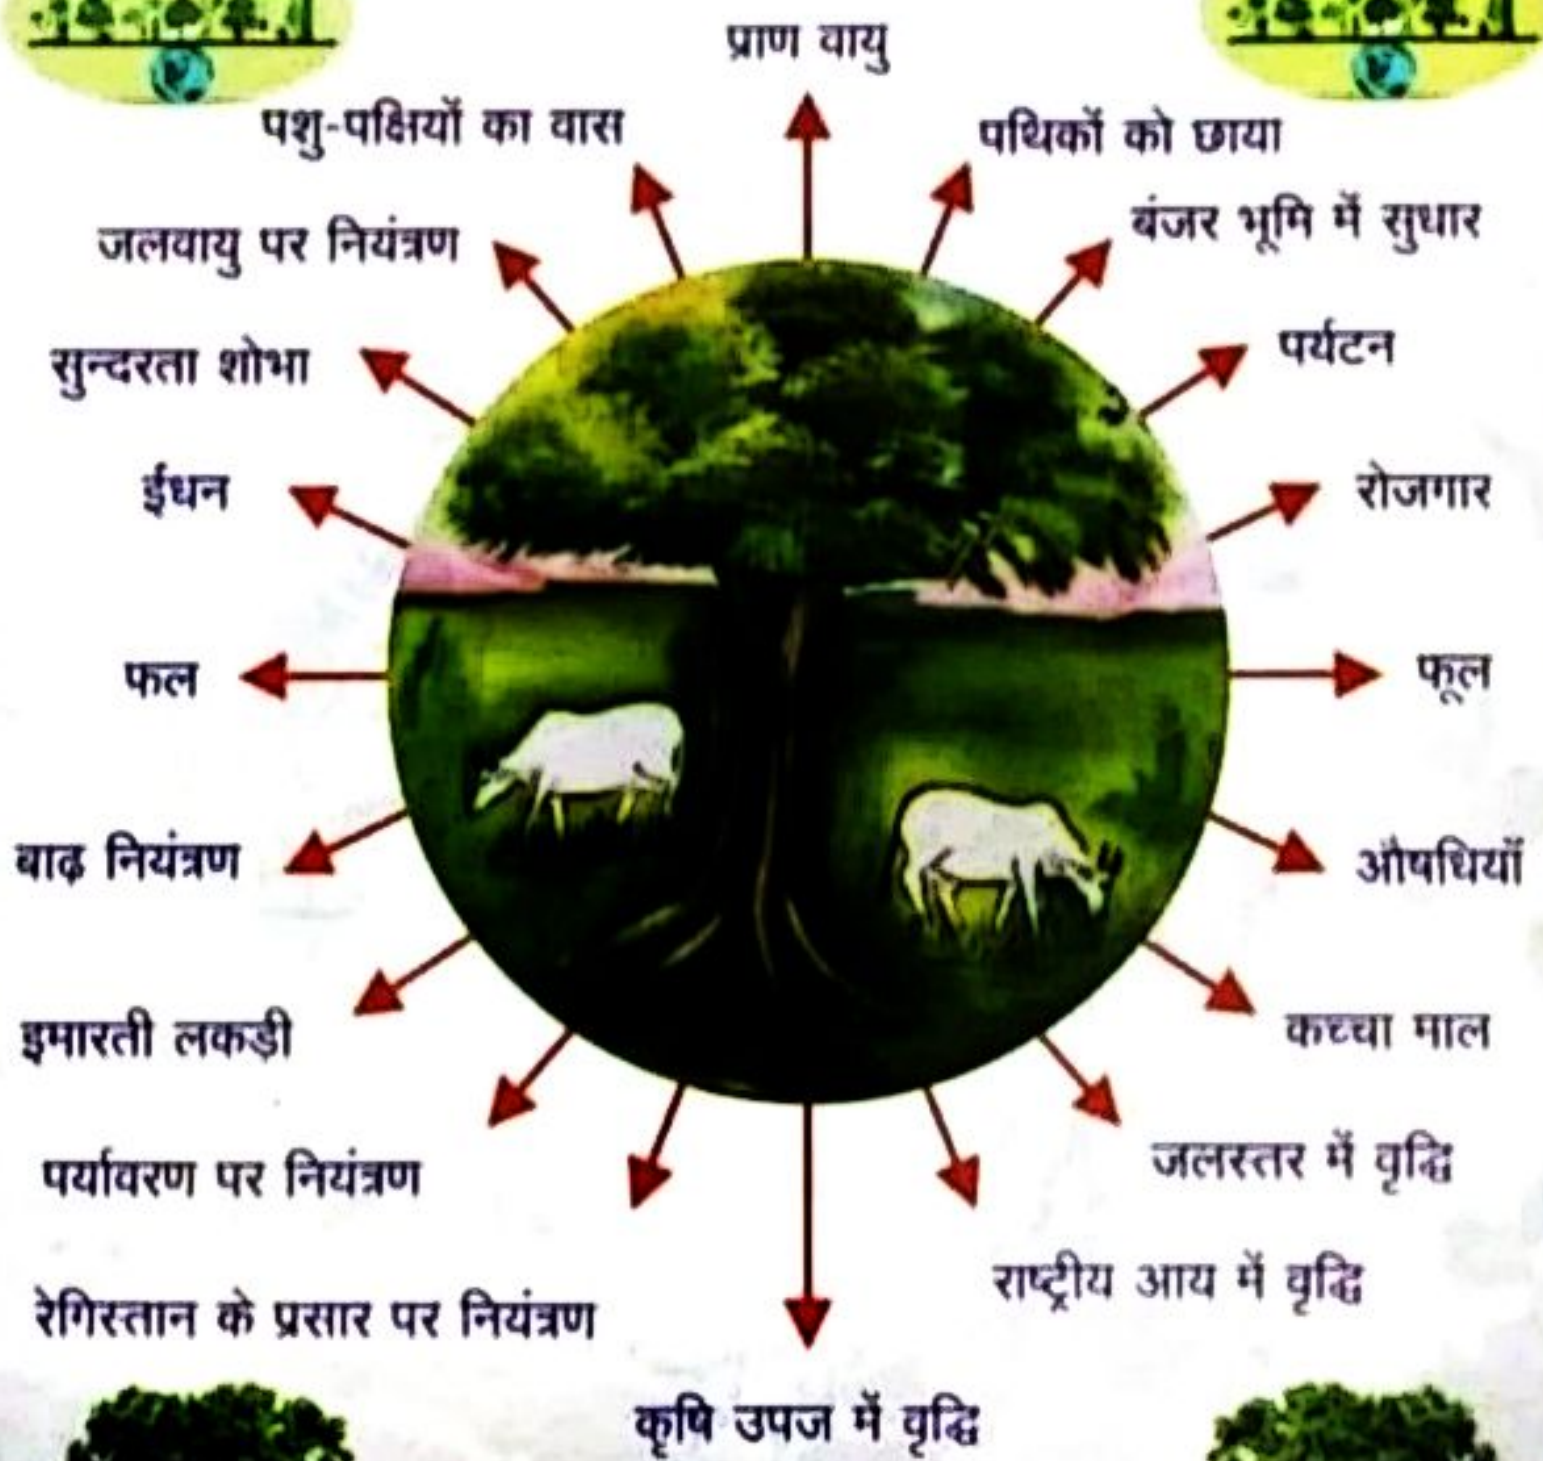 प्राण वायु
पशु-पक्षियों का वास
पथिकों को छाया
जलवायु पर नियंत्रण
बंजर भूमि में सुधार
सुन्दरता शोभा
पर्यटन
ईंधन
रोजगार
फल
फूल
बाढ़ नियंत्रण
औषधियाँ
इमारती लकड़ी
कच्चा माल
पर्यावरण पर नियंत्रण
जलस्तर में वृद्धि
रेगिस्तान के प्रसार पर नियंत्रण
राष्ट्रीय आय में वृद्धि
कृषि उपज में वृद्धि